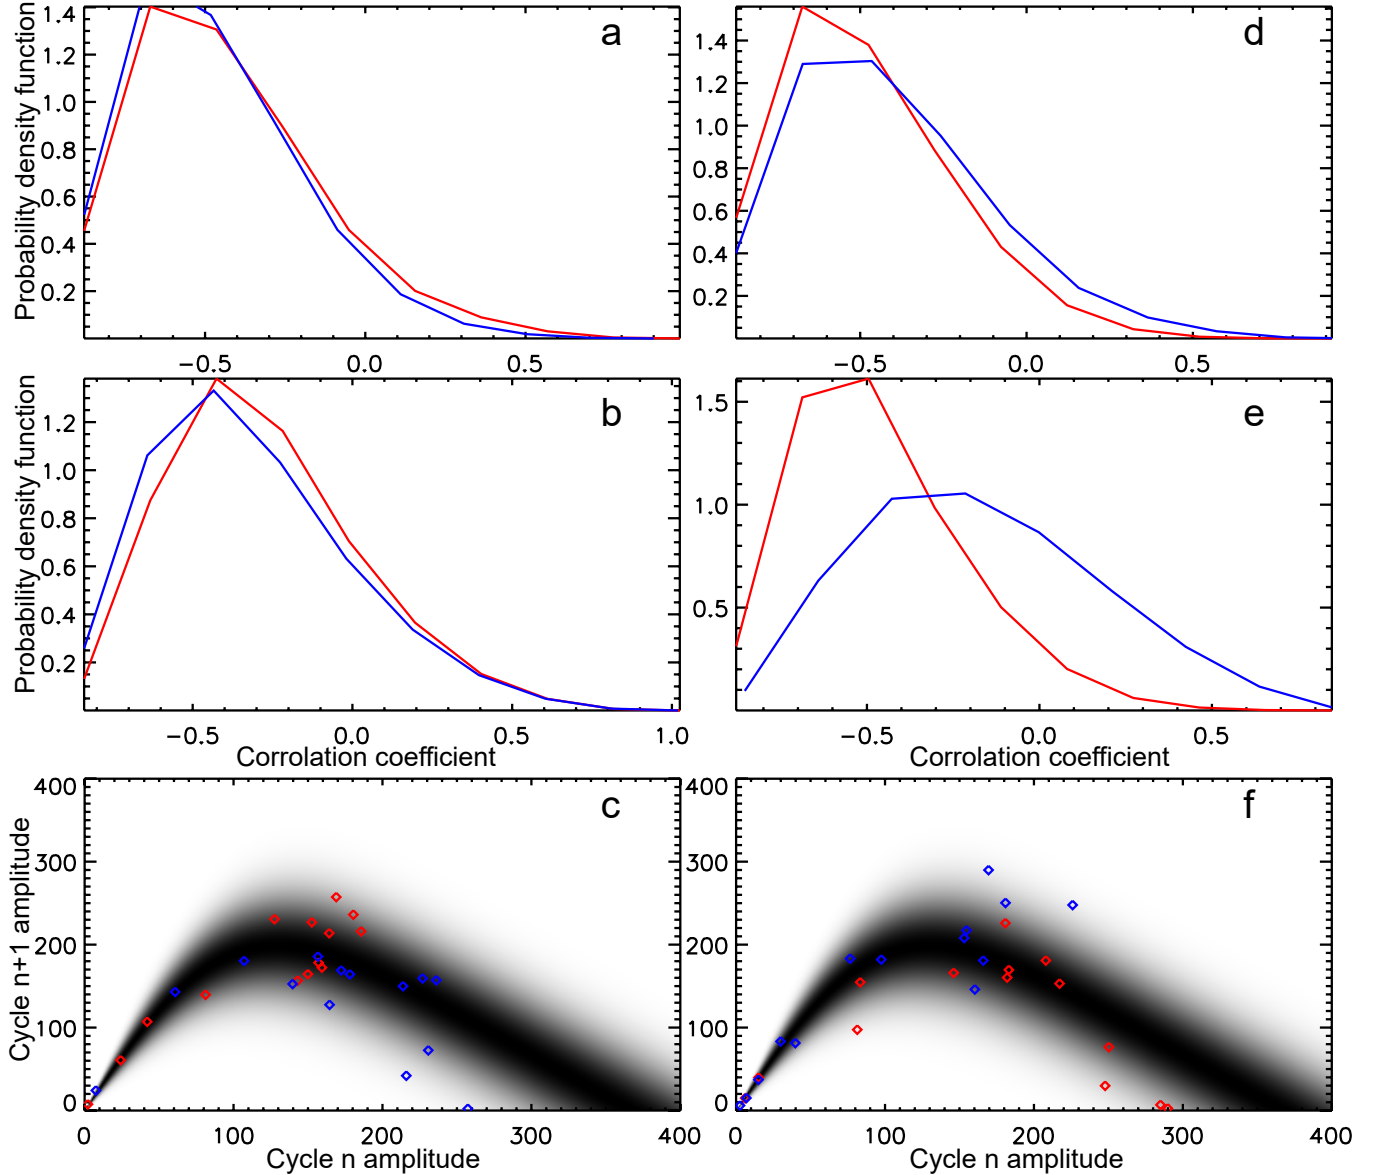 Probability density function
1.4
1.2
1.0
0.8
0.6
0.4
0.2
a
−0.5 0.0 0.5
1.4
1.2
1.0
0.8
0.6
0.4
0.2
d
−0.5 0.0 0.5
Probability density function
1.2
1.0
0.8
0.6
0.4
0.2
b
−0.5 0.0 0.5 1.0
Corrolation coefficient
1.5
1.0
0.5
e
−0.5 0.0 0.5
Corrolation coefficient
Cycle n+1 amplitude
400
300
200
100
0
c
0 100 200 300 400
Cycle n amplitude
400
300
200
100
0
f
0 100 200 300 400
Cycle n amplitude